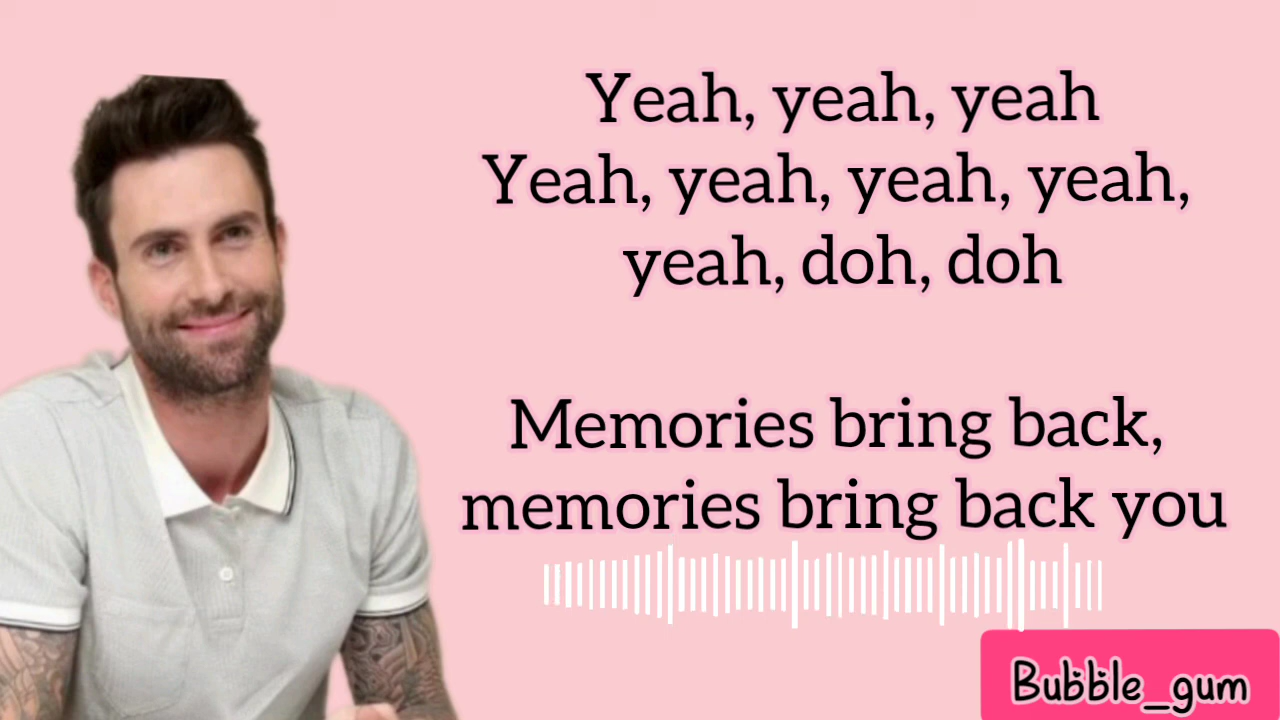 Yeah, yeah, yeah
Yeah, yeah, yeah, yeah,
yeah, doh, doh
Memories bring back,
memories bring back you
Bubble_gum